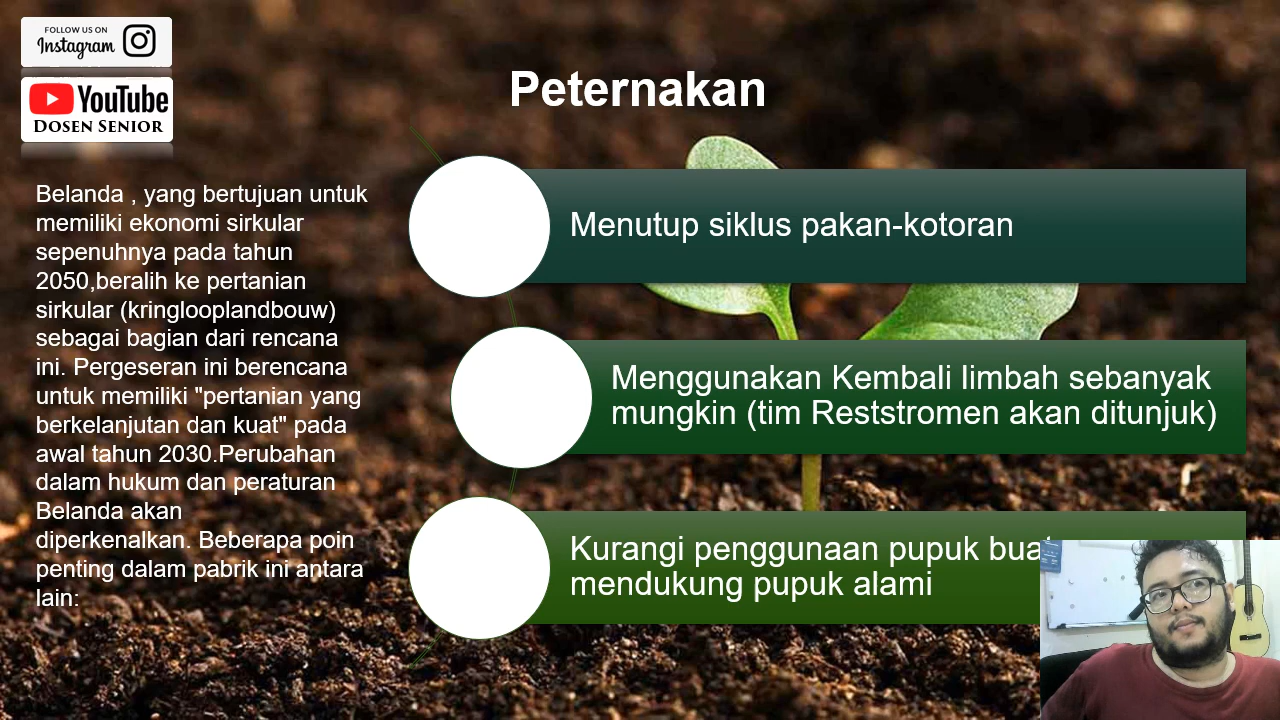 FOLLOW US ON
Instagram
YouTube
DOSEN SENIOR
Peternakan
Belanda , yang bertujuan untuk
memiliki ekonomi sirkular
sepenuhnya pada tahun
2050,beralih ke pertanian
sirkular (kringlooplandbouw)
sebagai bagian dari rencana
ini. Pergeseran ini berencana
untuk memiliki "pertanian yang
berkelanjutan dan kuat" pada
awal tahun 2030.Perubahan
dalam hukum dan peraturan
Belanda akan
diperkenalkan. Beberapa poin
penting dalam pabrik ini antara
lain:
Menutup siklus pakan-kotoran
Menggunakan Kembali limbah sebanyak
mungkin (tim Reststromen akan ditunjuk)
Kurangi penggunaan pupuk
mendukung pupuk alami